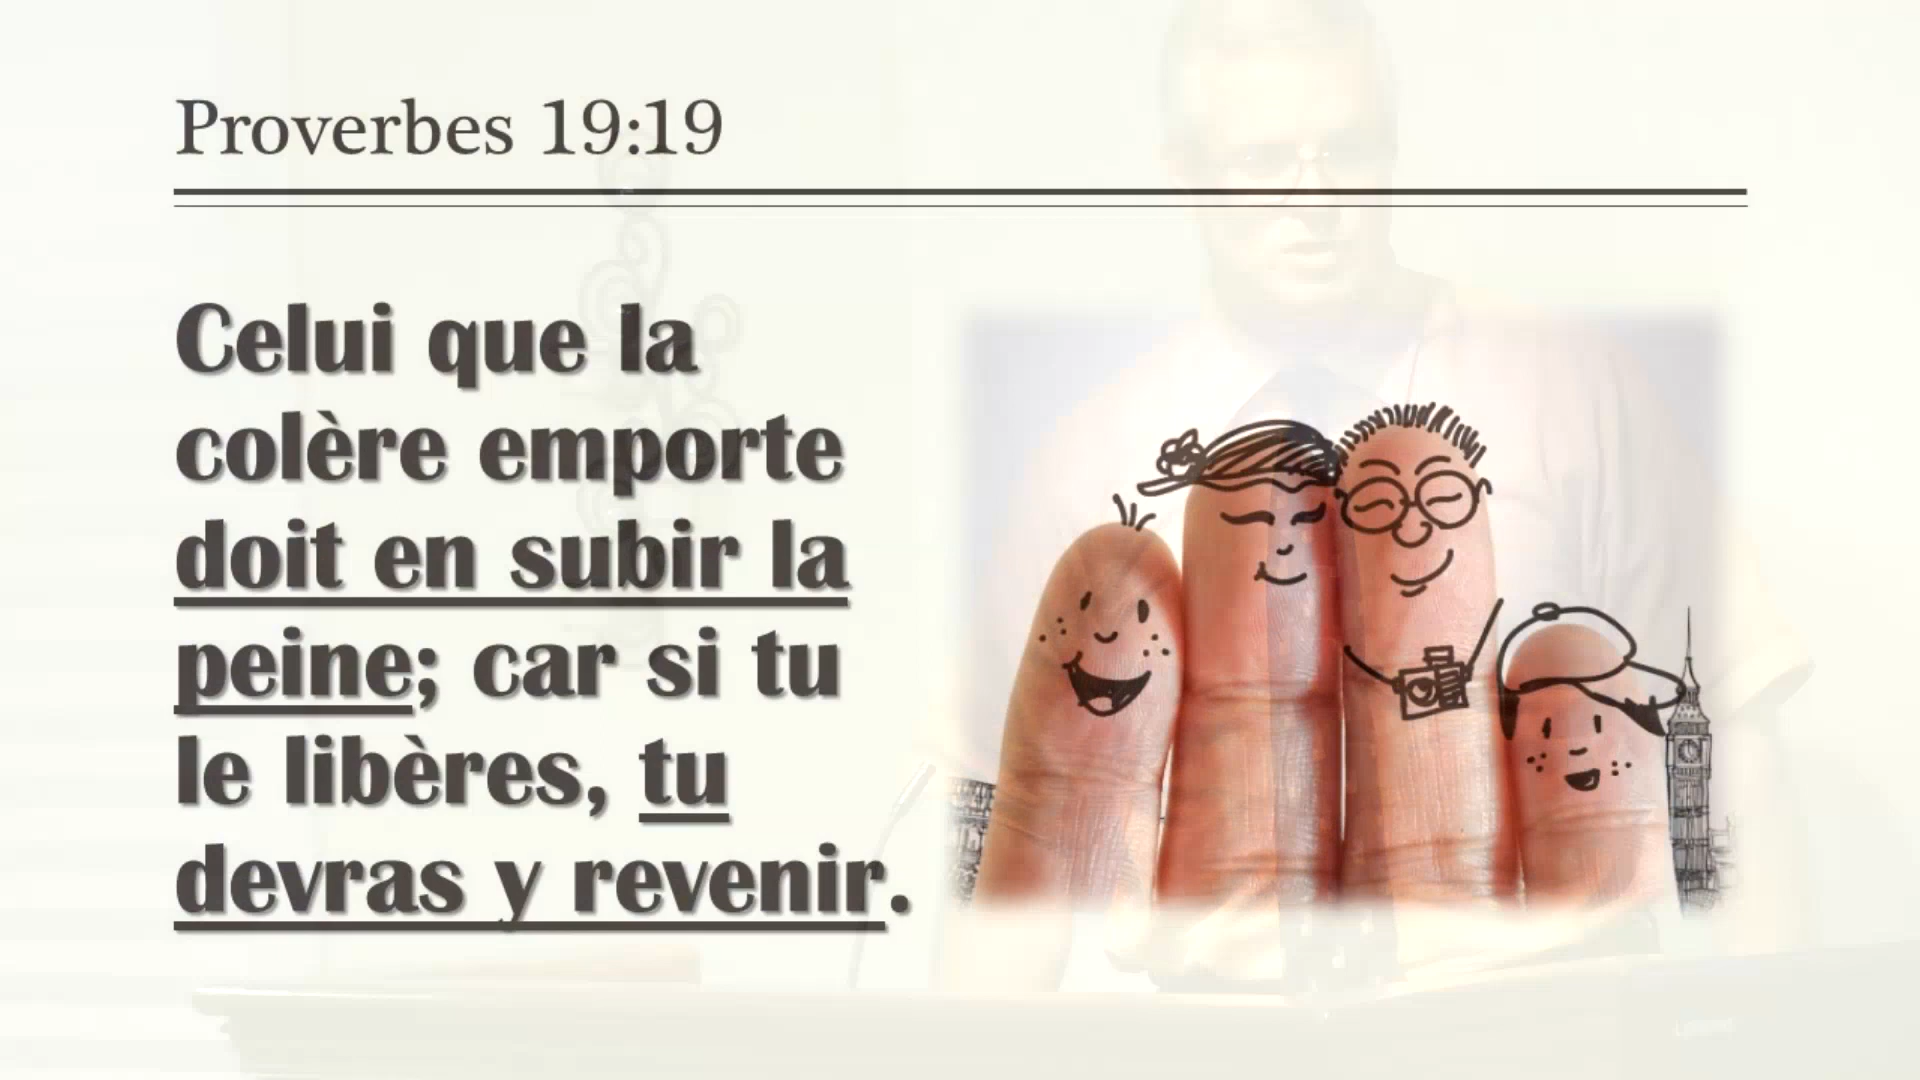 Proverbes 19:19
Celui que la
colère emporte
doit en subir la
peine; car si tu
le libères, tu
devras y revenir.